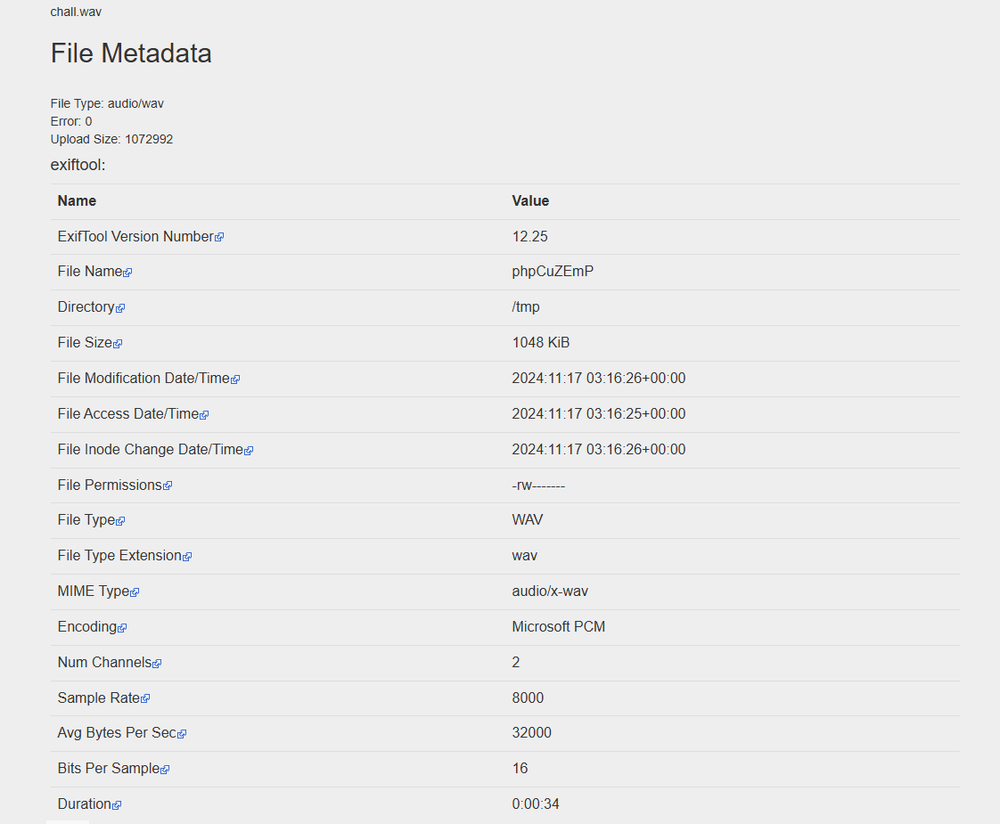 chall.wav
File Metadata
File Type: audio/wav
Error: 0
Upload Size: 1072992
exiftool:
Name Value
ExifTool Version Number 12.25
File Name phpCuZEmP
Directory /tmp
File Size 1048 KiB
File Modification Date/Time 2024:11:17 03:16:26+00:00
File Access Date/Time 2024:11:17 03:16:25+00:00
File Inode Change Date/Time 2024:11:17 03:16:26+00:00
File Permissions -rw-------
File Type WAV
File Type Extension wav
MIME Type audio/x-wav
Encoding Microsoft PCM
Num Channels 2
Sample Rate 8000
Avg Bytes Per Sec 32000
Bits Per Sample 16
Duration 0:00:34